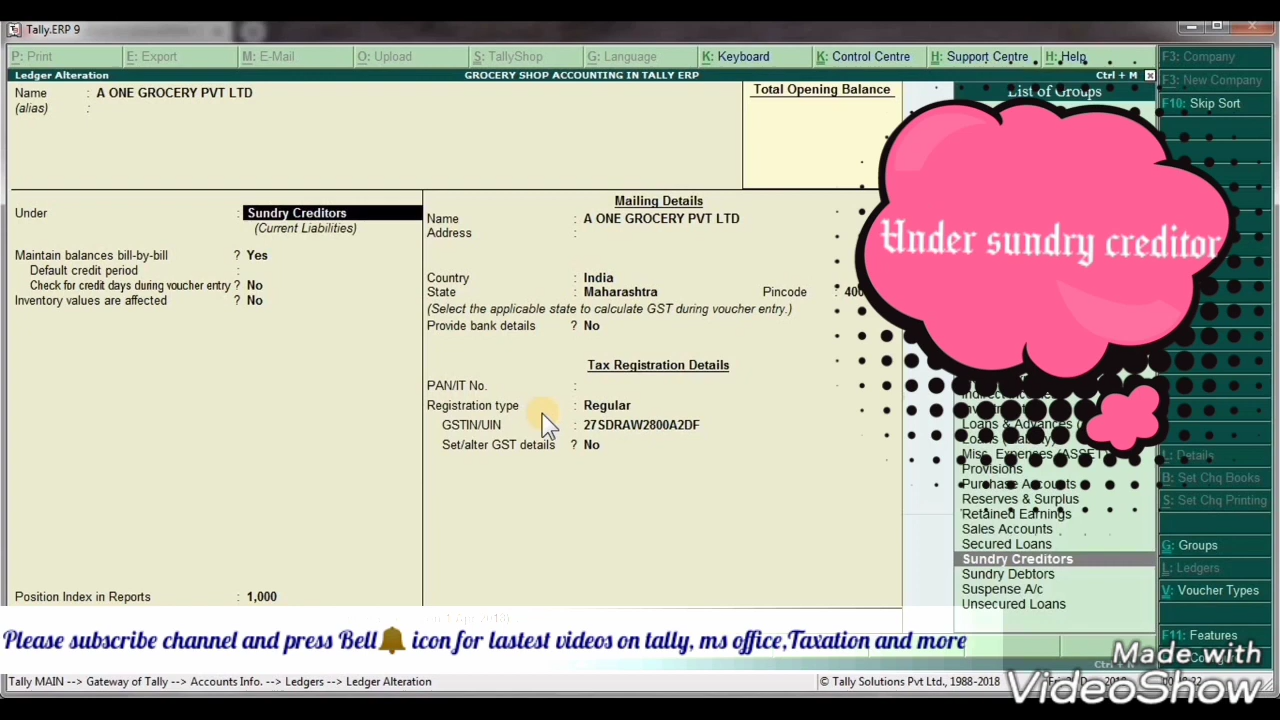 Tally.ERP 9
P: Print E: Export M: E-Mail O: Upload S: TallyShop G: Language K: Keyboard K: Control Centre H: Support Centre H: Help F3: Company
Ledger Alteration GROCERY SHOP ACCOUNTING IN TALLY ERP Ctrl + M F3: New Company
Name : A ONE GROCERY PVT LTD Total Opening Balance List of Groups
(alias) : F10: Skip Sort
Under : Sundry Creditors
(Current Liabilities)
Maintain balances bill-by-bill ? Yes
Default credit period :
Check for credit days during voucher entry ? No
Inventory values are affected ? No
Position Index in Reports : 1,000
Mailing Details
Name : A ONE GROCERY PVT LTD
Address :
Country : India
State : Maharashtra Pincode : 400
(Select the applicable state to calculate GST during voucher entry.)
Provide bank details ? No
Tax Registration Details
PAN/IT No. :
Registration type : Regular
GSTIN/UIN : 27SDRAW2800A2DF
Set/alter GST details ? No
Under sundry creditor
Loans & Advances
Loans (Liability)
Misc. Expenses (ASSET)
Provisions
Purchase Accounts
Reserves & Surplus
Retained Earnings
Sales Accounts
Secured Loans
Sundry Creditors
Sundry Debtors
Suspense A/c
Unsecured Loans
L: Details
B: Set Chq Books
S: Set Chq Printing
G: Groups
L: Ledgers
V: Voucher Types
F11: Features
Please subscribe channel and press Bell icon for lastest videos on tally, ms office,Taxation and more
Made with
VideoShow
Tally MAIN --> Gateway of Tally --> Accounts Info. --> Ledgers --> Ledger Alteration © Tally Solutions Pvt Ltd., 1988-2018